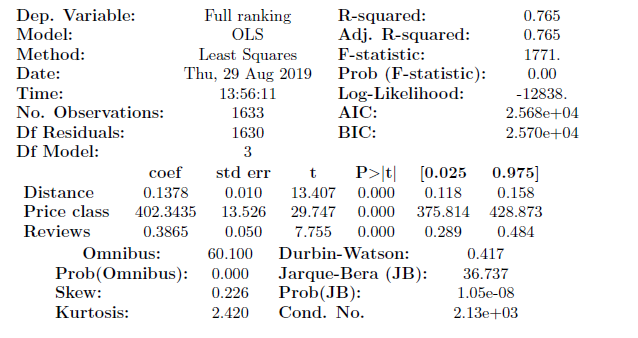 Dep. Variable: Full ranking R-squared: 0.765
Model: OLS Adj. R-squared: 0.765
Method: Least Squares F-statistic: 1771.
Date: Thu, 29 Aug 2019 Prob (F-statistic): 0.00
Time: 13:56:11 Log-Likelihood: -12838.
No. Observations: 1633 AIC: 2.568e+04
Df Residuals: 1630 BIC: 2.570e+04
Df Model: 3
coef std err t P>|t| [0.025 0.975]
Distance 0.1378 0.010 13.407 0.000 0.118 0.158
Price class 402.3435 13.526 29.747 0.000 375.814 428.873
Reviews 0.3865 0.050 7.755 0.000 0.289 0.484
Omnibus: 60.100 Durbin-Watson: 0.417
Prob(Omnibus): 0.000 Jarque-Bera (JB): 36.737
Skew: 0.226 Prob(JB): 1.05e-08
Kurtosis: 2.420 Cond. No. 2.13e+03